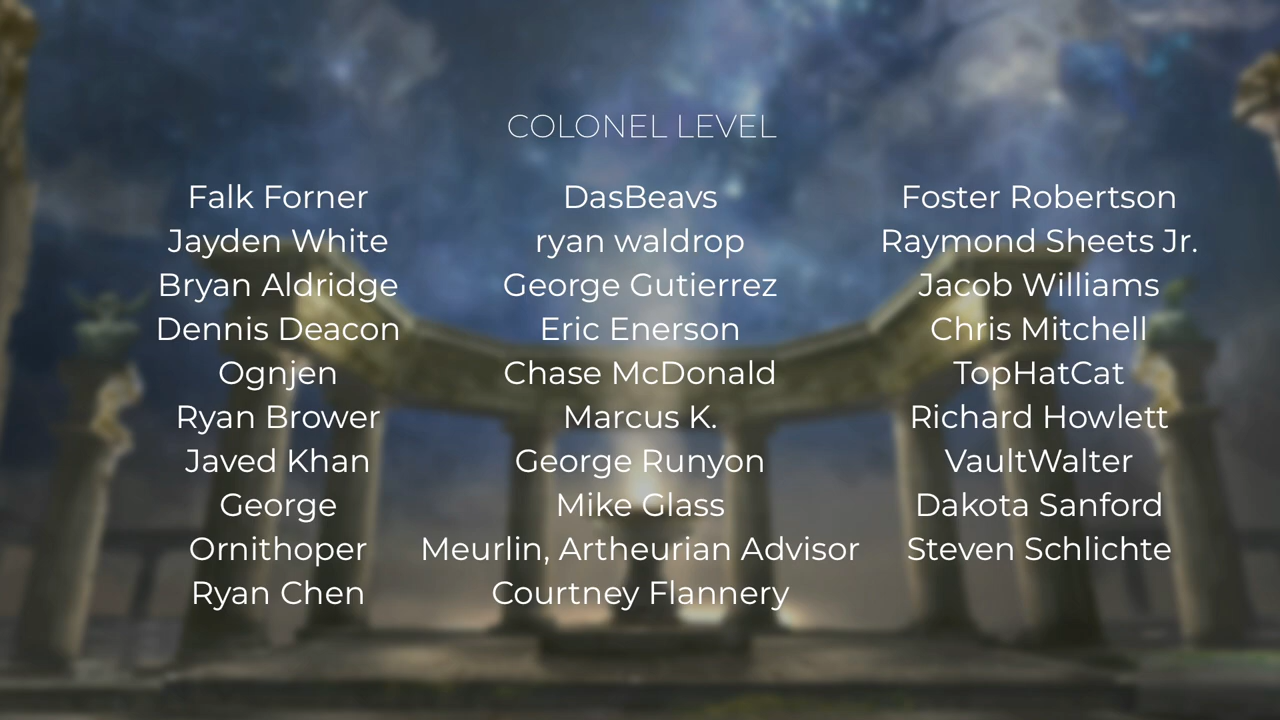 COLONEL LEVEL
Falk Forner
Jayden White
Bryan Aldridge
Dennis Deacon
Ognjen
Ryan Brower
Javed Khan
George
Ornithoper
Ryan Chen
DasBeavs
ryan waldrop
George Gutierrez
Eric Enerson
Chase McDonald
Marcus K.
George Runyon
Mike Glass
Meurlin, Artheurian Advisor
Courtney Flannery
Foster Robertson
Raymond Sheets Jr.
Jacob Williams
Chris Mitchell
TopHatCat
Richard Howlett
VaultWalter
Dakota Sanford
Steven Schlichte